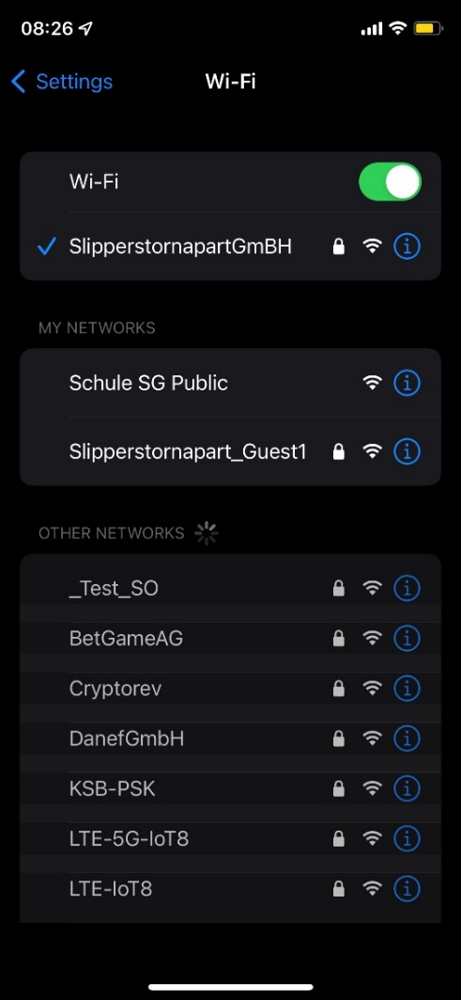 08:26
Settings
Wi-Fi
Wi-Fi
SlipperstornapartGmBH
MY NETWORKS
Schule SG Public
Slipperstornapart_Guest1
OTHER NETWORKS
_Test_SO
BetGameAG
Cryptorev
DanefGmbH
KSB-PSK
LTE-5G-IoT8
LTE-IoT8